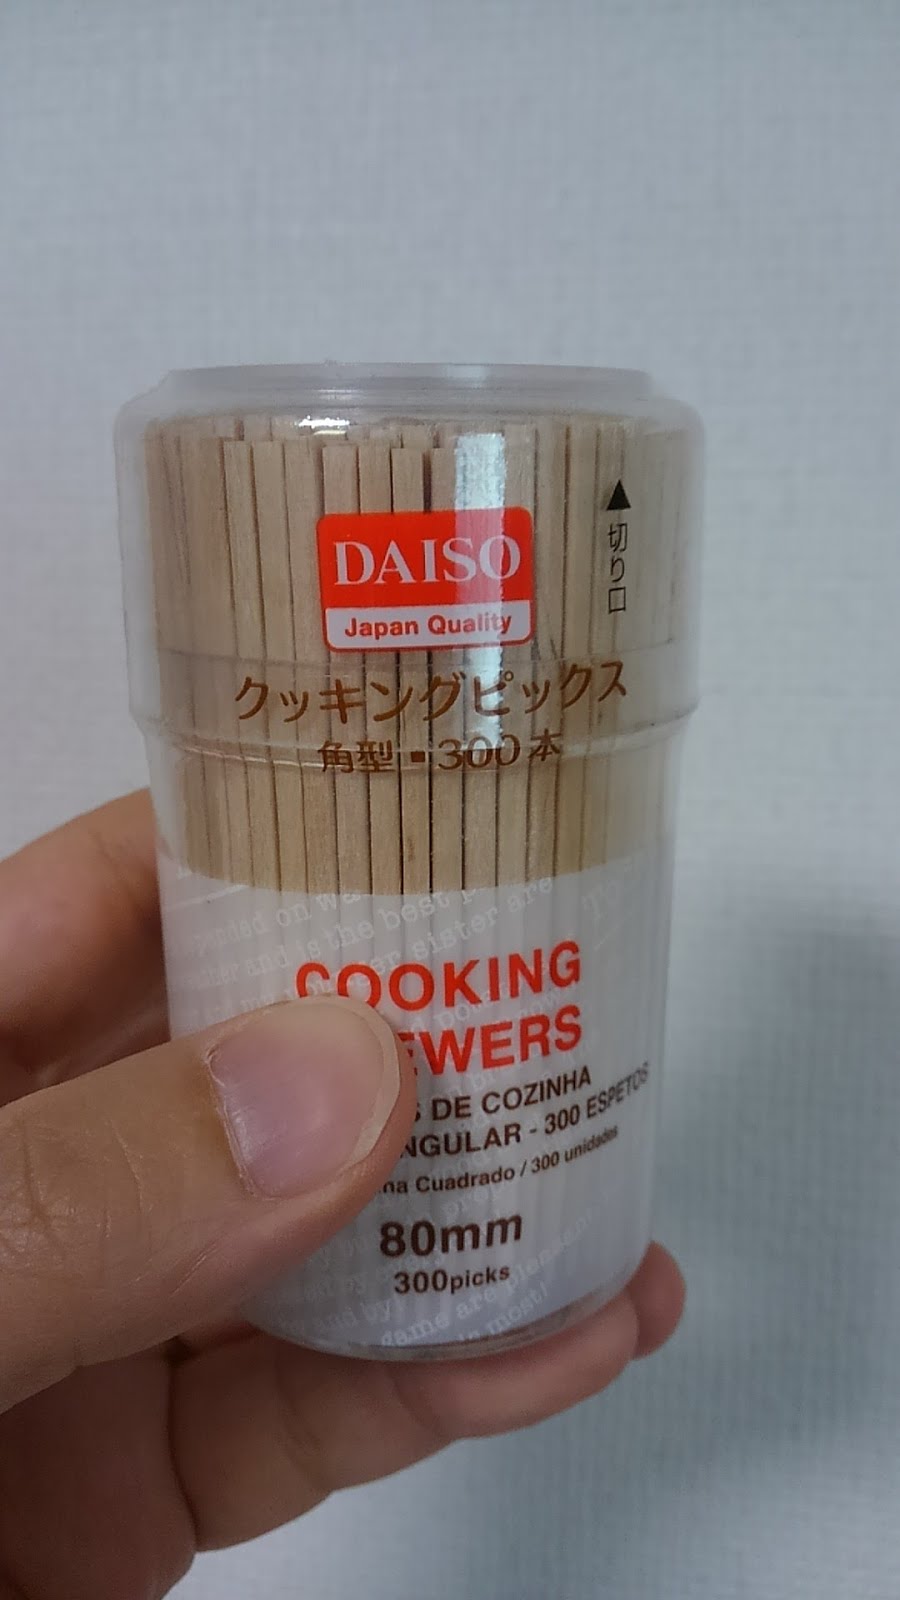 DAISO
Japan Quality
▲切り口
クッキングピックス
角型・300本
COOKING
EWERS
S DE COZINHA
NGULAR - 300 ESPETOS
na Cuadrado / 300 unidades
80mm
300picks